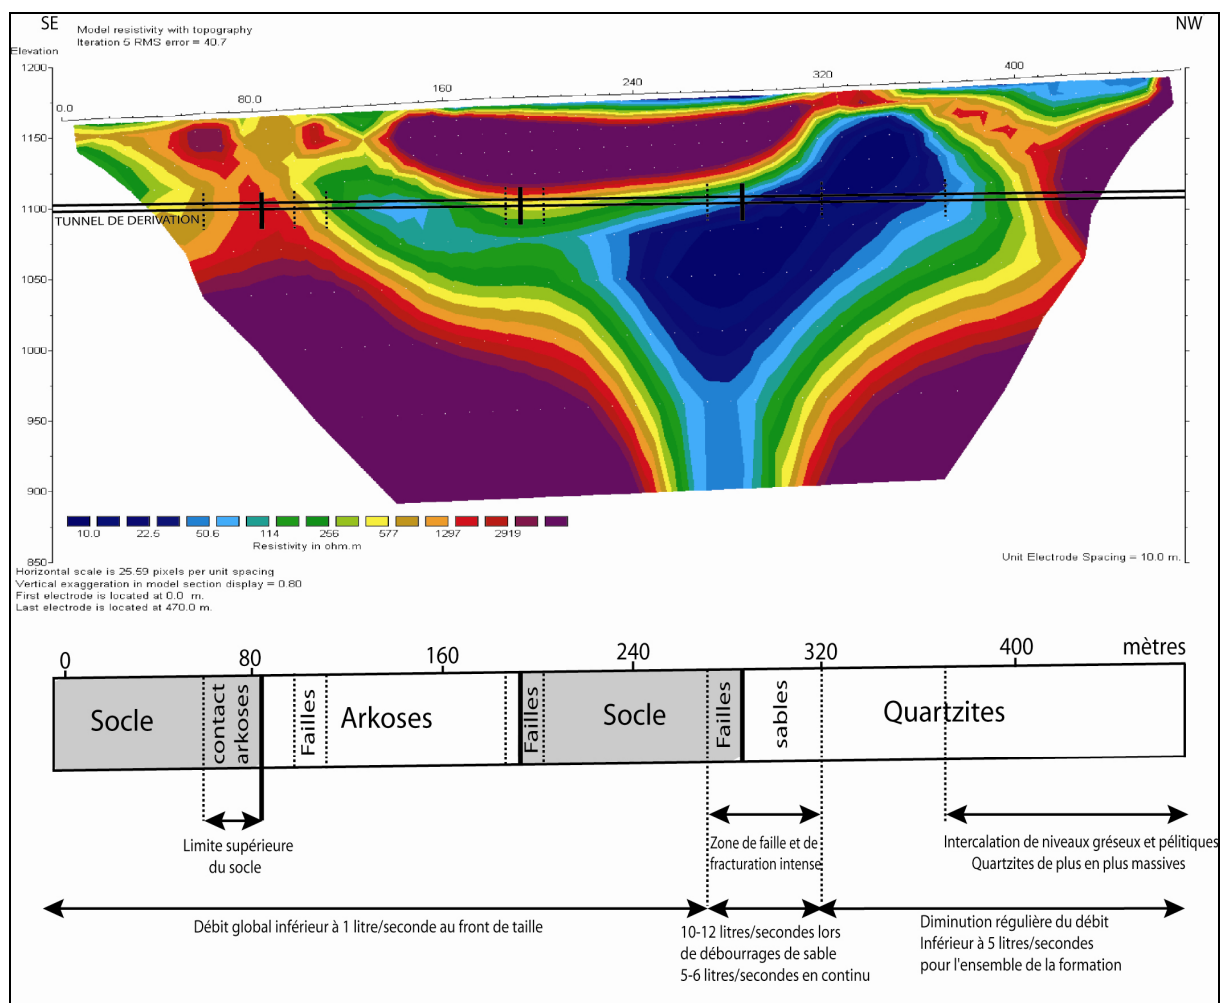 SE
NW
Model resistivity with topography
Iteration 5 RMS error = 40.7
Elevation
1200
1150
1100
1050
1000
950
900
850
0.0
80.0
160
240
320
400
TUNNEL DE DERIVATION
10.0 22.5 50.6 114 256 577 1297 2919
Resistivity in ohm.m
Unit Electrode Spacing = 10.0 m.
Horizontal scale is 25.59 pixels per unit spacing
Vertical exaggeration in model section display = 0.80
First electrode is located at 0.0 m.
Last electrode is located at 470.0 m.
0 80 160 240 320 400 mètres
Socle
contact
arkoses
Failles
Arkoses
Failles
Socle
Failles
sables
Quartzites
Limite supérieure
du socle
Zone de faille et de
fracturation intense
Intercalation de niveaux gréseux et pélitiques
Quartzites de plus en plus massives
Débit global inférieur à 1 litre/seconde au front de taille
10-12 litres/secondes lors
de débourrages de sable
5-6 litres/secondes en continu
Diminution régulière du débit
Inférieur à 5 litres/secondes
pour l'ensemble de la formation